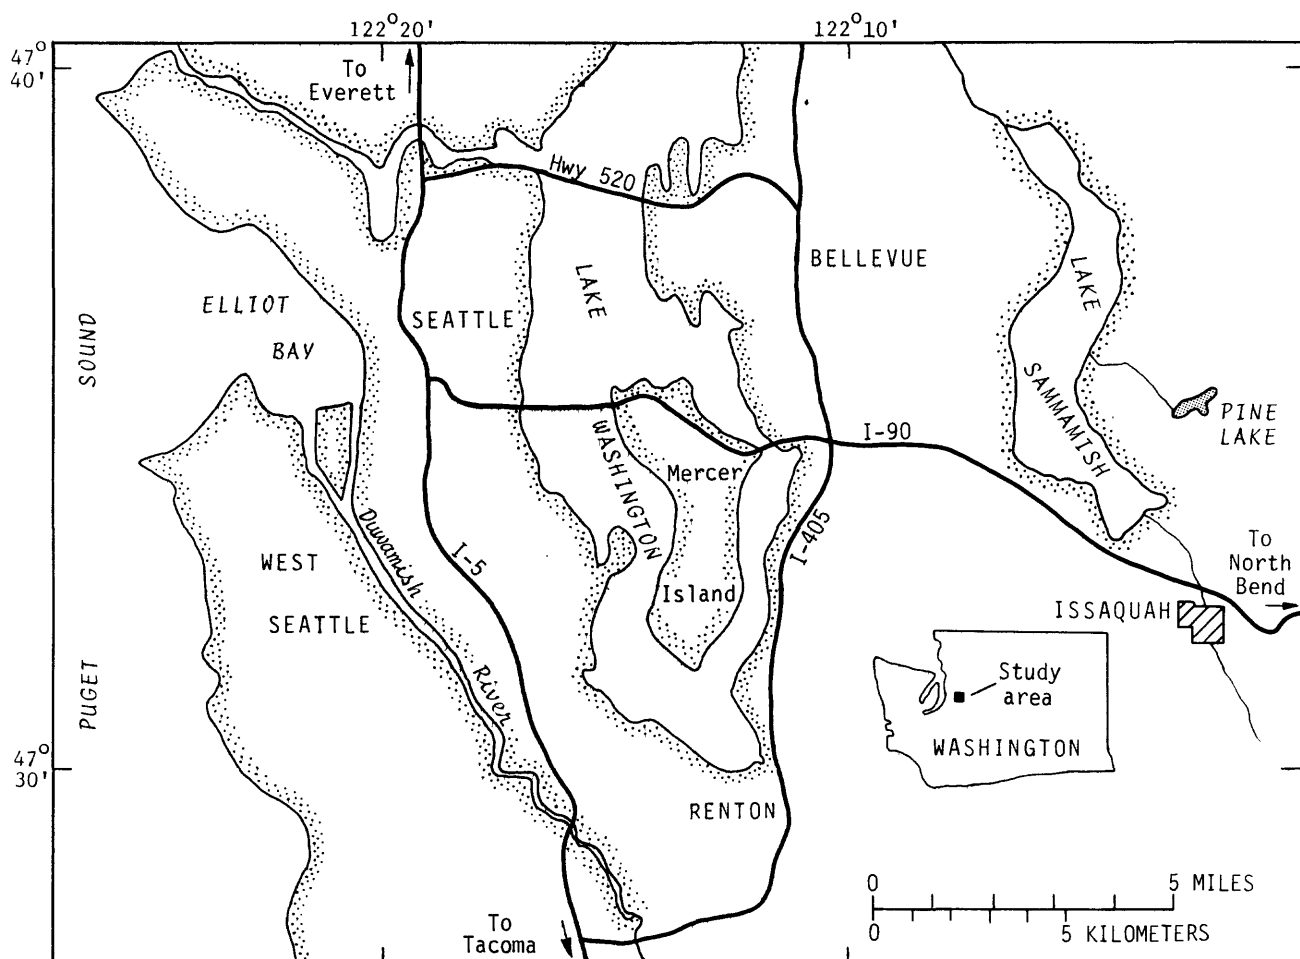 122°20'
122°10'
47°
40'
To
Everett
Hwy 520
BELLEVUE
LAKE
LAKE
ELLIOT
BAY
SEATTLE
SOUND
SAMMAMISH
PINE
LAKE
I-90
WASHINGTON
Mercer
I-405
Duwamish
I-5
WEST
SEATTLE
To
North
Bend
Island
ISSAQUAH
River
Study
area
WASHINGTON
PUGET
47°
30'
RENTON
0
5 MILES
0
5 KILOMETERS
To
Tacoma